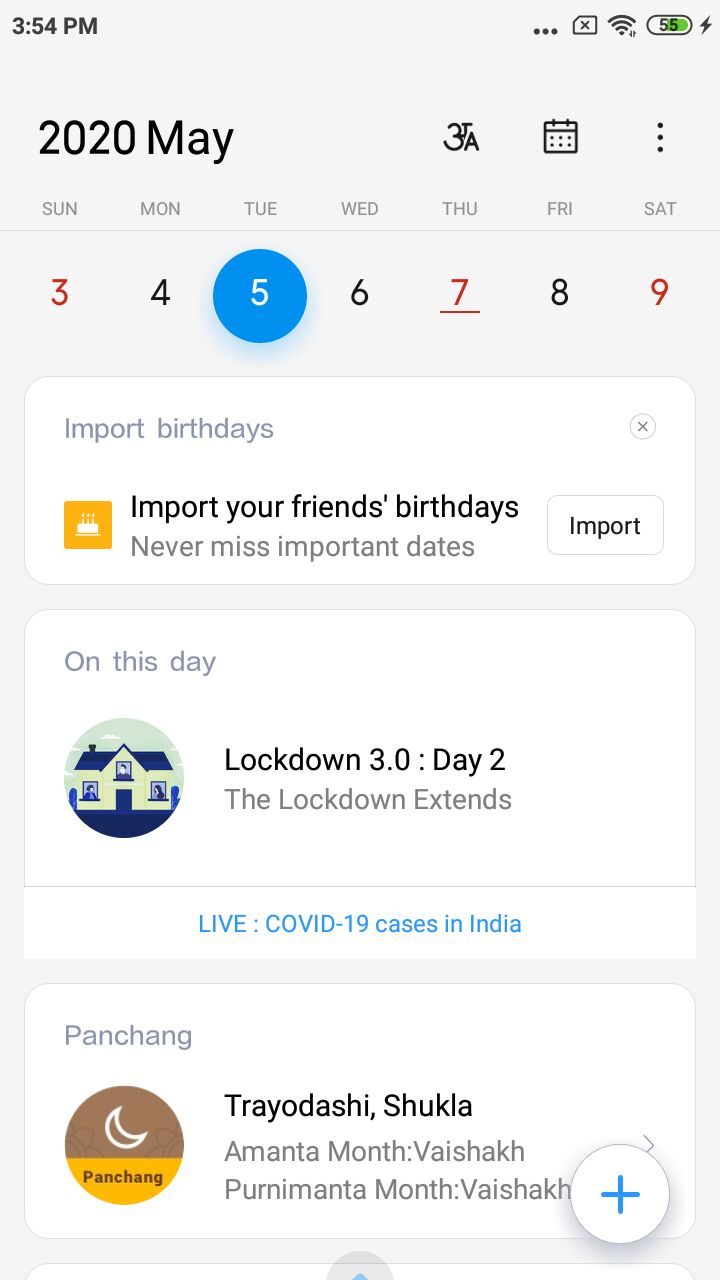 3:54 PM
55
2020 May
अA
SUN MON TUE WED THU FRI SAT
3 4 5 6 7 8 9
Import birthdays
Import your friends' birthdays
Never miss important dates
Import
On this day
Lockdown 3.0 : Day 2
The Lockdown Extends
LIVE : COVID-19 cases in India
Panchang
Panchang
Trayodashi, Shukla
Amanta Month:Vaishakh
Purnimanta Month:Vaishakh